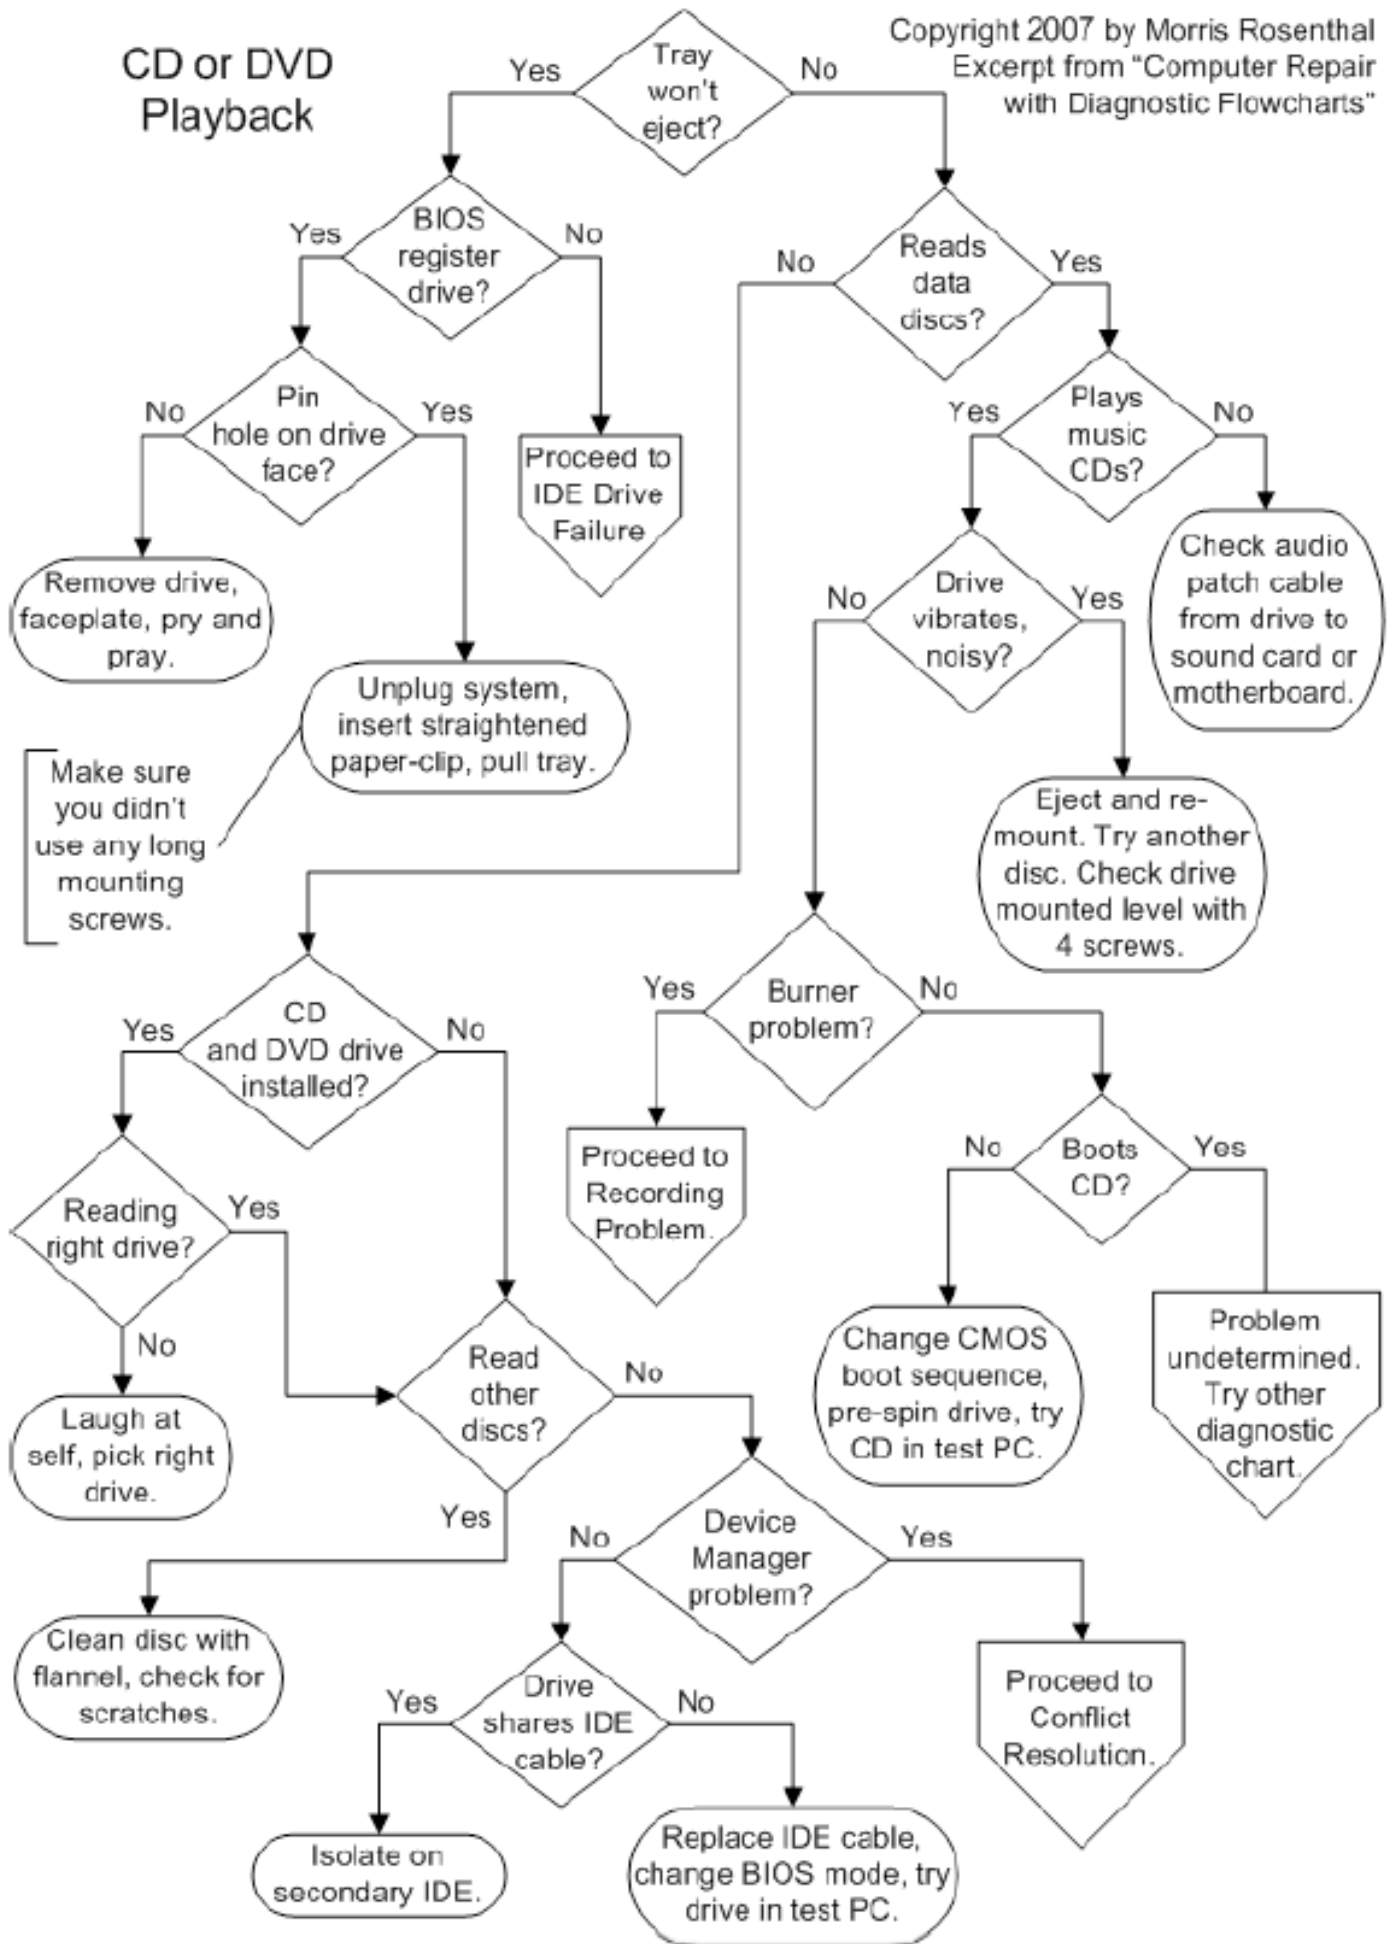 CD or DVD
Playback
Copyright 2007 by Morris Rosenthal
Excerpt from “Computer Repair
with Diagnostic Flowcharts”
Tray
won't
eject?
Yes
No
BIOS
register
drive?
Yes
No
Reads
data
discs?
No
Yes
Pin
hole on drive
face?
No
Yes
Proceed to
IDE Drive
Failure
Plays
music
CDs?
Yes
No
Remove drive,
faceplate, pry and
pray.
Unplug system,
insert straightened
paper-clip, pull tray.
Make sure
you didn't
use any long
mounting
screws.
Drive
vibrates,
noisy?
No
Yes
Check audio
patch cable
from drive to
sound card or
motherboard.
Eject and re-
mount. Try another
disc. Check drive
mounted level with
4 screws.
CD
and DVD drive
installed?
Yes
No
Burner
problem?
Yes
No
Reading
right drive?
Yes
No
Proceed to
Recording
Problem.
Boots
CD?
No
Yes
Laugh at
self, pick right
drive.
Read
other
discs?
No
Yes
Change CMOS
boot sequence,
pre-spin drive, try
CD in test PC.
Problem
undetermined.
Try other
diagnostic
chart.
Clean disc with
flannel, check for
scratches.
Device
Manager
problem?
No
Yes
Drive
shares IDE
cable?
Yes
No
Proceed to
Conflict
Resolution.
Isolate on
secondary IDE.
Replace IDE cable,
change BIOS mode, try
drive in test PC.